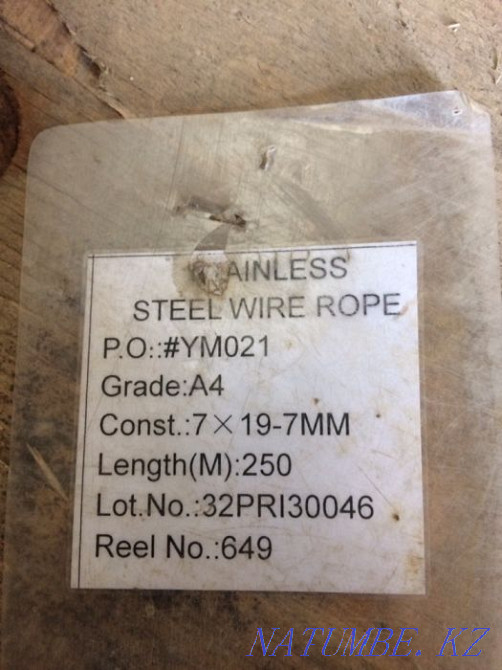 AINLESS
STEEL WIRE ROPE
P.O.:#YM021
Grade:A4
Const.:7×19-7MM
Length(M):250
Lot.No.:32PRI30046
Reel No.:649
NATUMBE.KZ